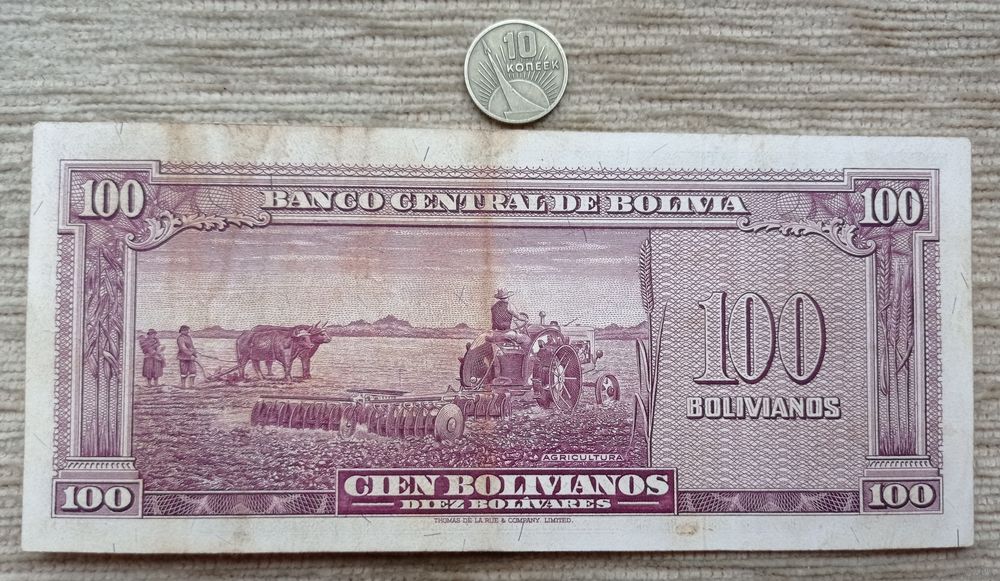 10
КОПЕЕК
100 BANCO CENTRAL DE BOLIVIA 100
100
BOLIVIANOS
AGRICULTURA
100 CIEN BOLIVIANOS 100
DIEZ BOLÍVARES
THOMAS DE LA RUE & COMPANY, LIMITED.